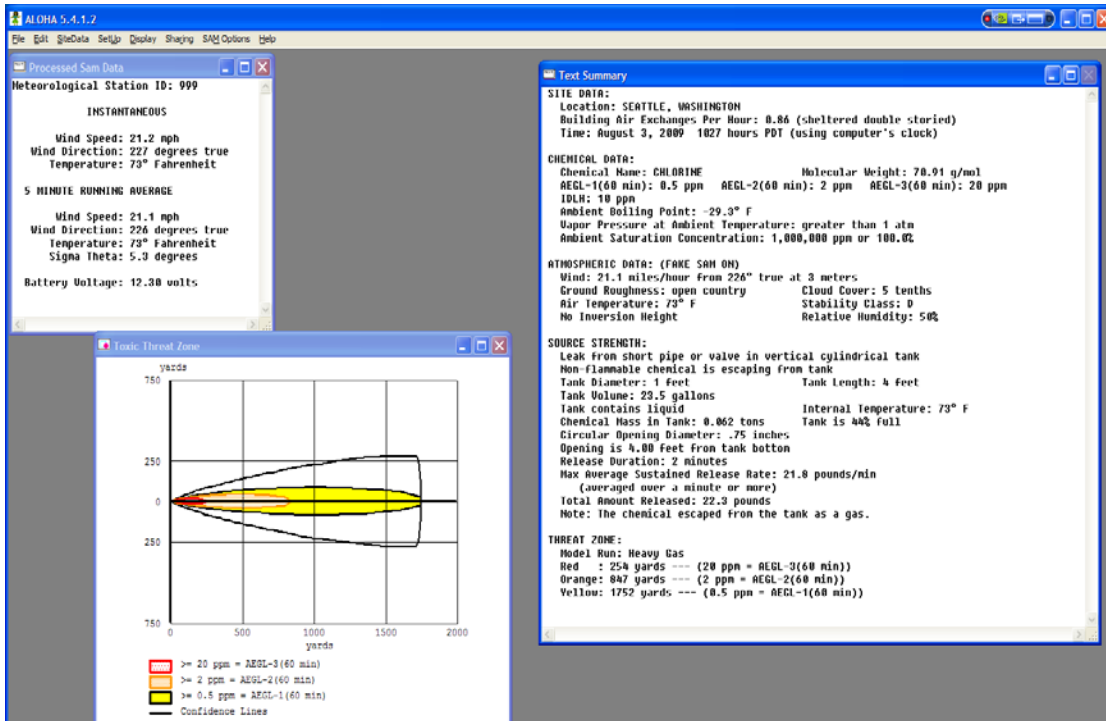 ALOHA 5.4.1.2
File Edit SiteData SetUp Display Sharing SAM Options Help
Processed Sam Data
Meteorological Station ID: 999
INSTANTANEOUS
Wind Speed: 21.2 mph
Wind Direction: 227 degrees true
Temperature: 73° Fahrenheit
5 MINUTE RUNNING AVERAGE
Wind Speed: 21.1 mph
Wind Direction: 226 degrees true
Temperature: 73° Fahrenheit
Sigma Theta: 5.3 degrees
Battery Voltage: 12.30 volts
Toxic Threat Zone
yards
750
250
0
250
750
0 500 1000 1500 2000
yards
>= 20 ppm = AEGL-3(60 min)
>= 2 ppm = AEGL-2(60 min)
>= 0.5 ppm = AEGL-1(60 min)
Confidence Lines
Text Summary
SITE DATA:
Location: SEATTLE, WASHINGTON
Building Air Exchanges Per Hour: 0.86 (sheltered double storied)
Time: August 3, 2009 1027 hours PDT (using computer's clock)
CHEMICAL DATA:
Chemical Name: CHLORINE Molecular Weight: 70.91 g/mol
AEGL-1(60 min): 0.5 ppm AEGL-2(60 min): 2 ppm AEGL-3(60 min): 20 ppm
IDLH: 10 ppm
Ambient Boiling Point: -29.3° F
Vapor Pressure at Ambient Temperature: greater than 1 atm
Ambient Saturation Concentration: 1,000,000 ppm or 100.0%
ATMOSPHERIC DATA: (FAKE SAM ON)
Wind: 21.1 miles/hour from 226° true at 3 meters
Ground Roughness: open country Cloud Cover: 5 tenths
Air Temperature: 73° F Stability Class: D
No Inversion Height Relative Humidity: 50%
SOURCE STRENGTH:
Leak from short pipe or valve in vertical cylindrical tank
Non-flammable chemical is escaping from tank
Tank Diameter: 1 feet Tank Length: 4 feet
Tank Volume: 23.5 gallons
Tank contains liquid Internal Temperature: 73° F
Chemical Mass in Tank: 0.062 tons Tank is 44% full
Circular Opening Diameter: .75 inches
Opening is 4.00 feet from tank bottom
Release Duration: 2 minutes
Max Average Sustained Release Rate: 21.8 pounds/min
(averaged over a minute or more)
Total Amount Released: 22.3 pounds
Note: The chemical escaped from the tank as a gas.
THREAT ZONE:
Model Run: Heavy Gas
Red : 254 yards --- (20 ppm = AEGL-3(60 min))
Orange: 847 yards --- (2 ppm = AEGL-2(60 min))
Yellow: 1752 yards --- (0.5 ppm = AEGL-1(60 min))